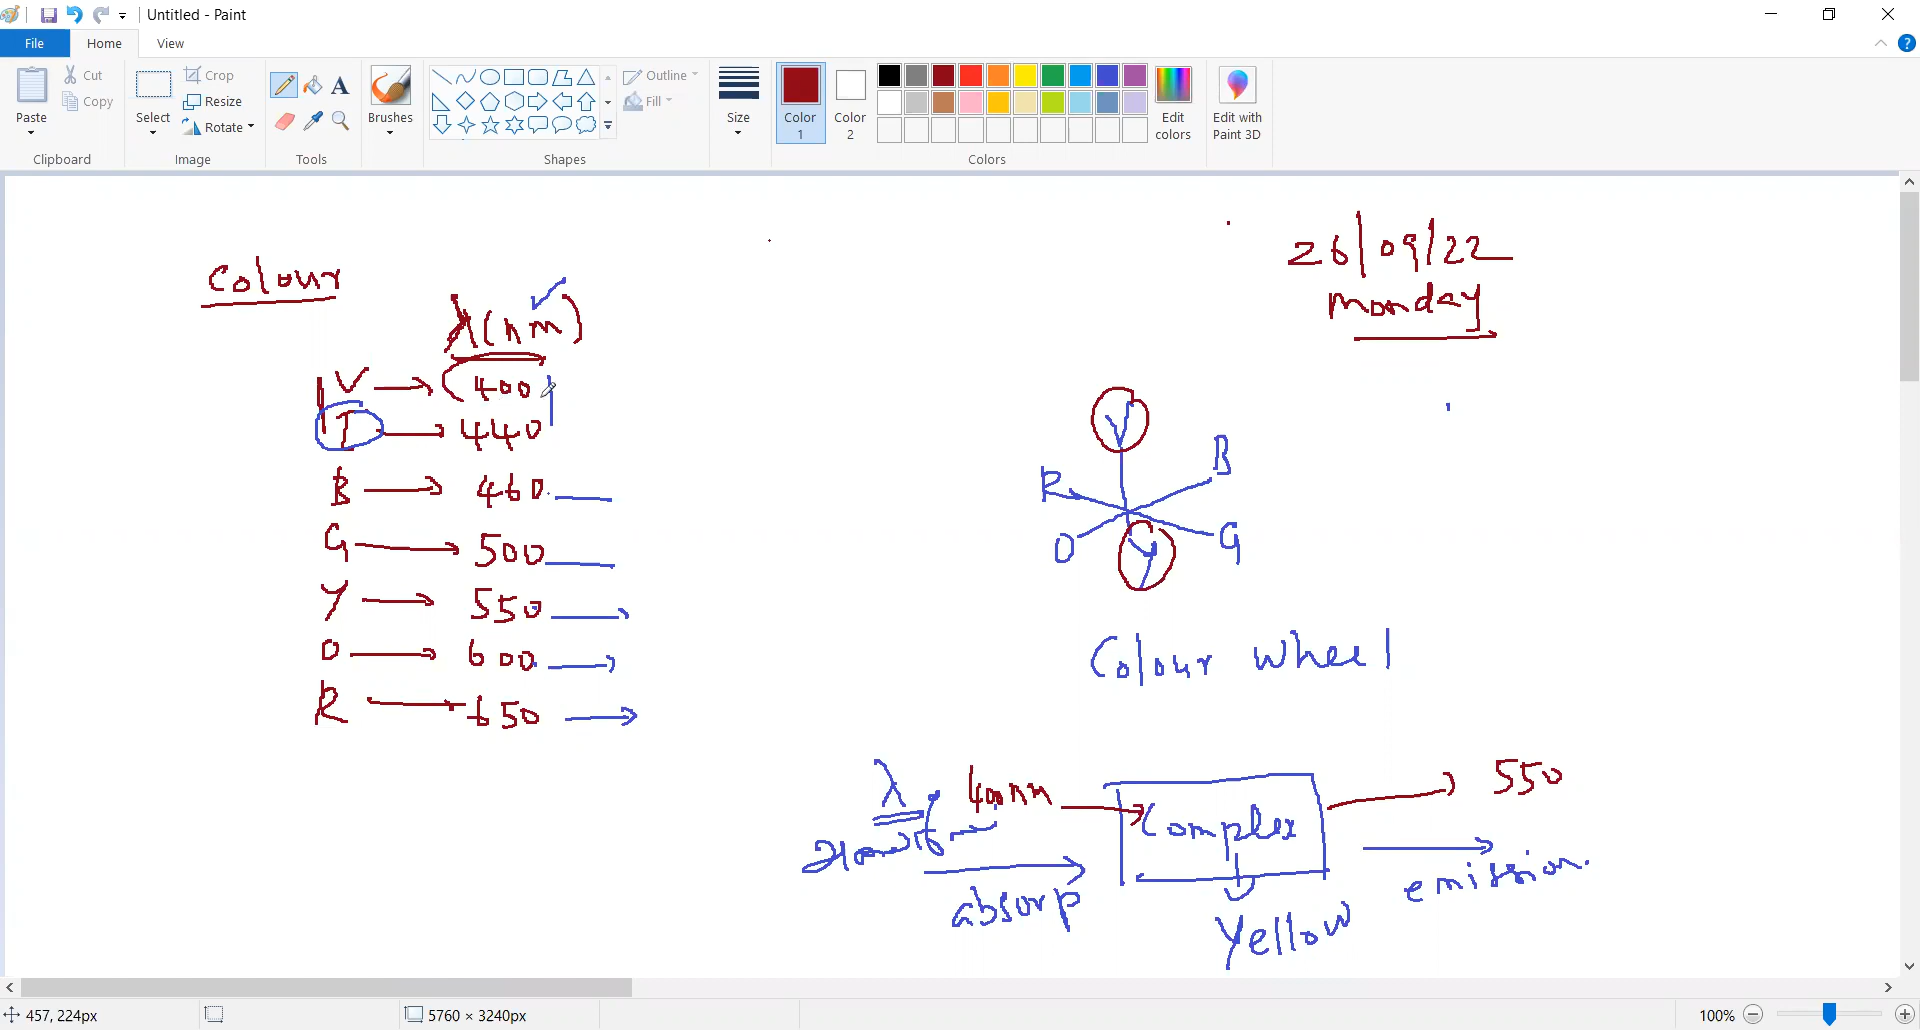 Untitled - Paint
File Home View
Paste
Cut
Copy
Clipboard
Select
Crop
Resize
Rotate
Image
Tools
Brushes
Shapes
Outline
Fill
Size
Color 1
Color 2
Colors
Edit colors
Edit with Paint 3D
26/09/22
Monday
Colour
λ(nm)
V → 400
I → 440
B → 460
G → 500
Y → 550
O → 600
R → 650
V
R B
O G
Y
Colour wheel
λ 400nm
Complex
550
absorp
emission.
Yellow
457, 224px
5760 × 3240px
100%